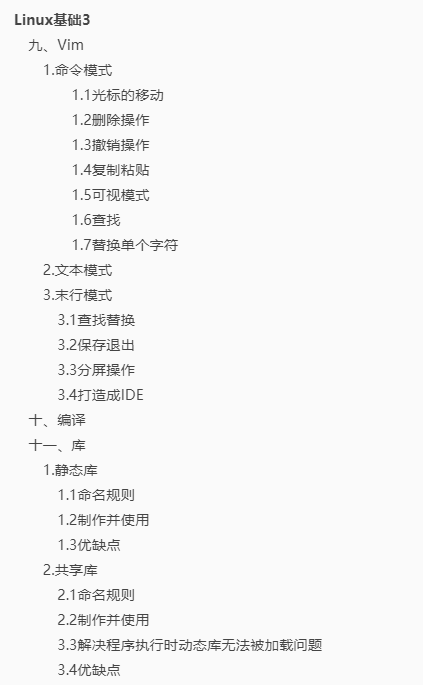 Linux基础3
九、Vim
1.命令模式
1.1光标的移动
1.2删除操作
1.3撤销操作
1.4复制粘贴
1.5可视模式
1.6查找
1.7替换单个字符
2.文本模式
3.末行模式
3.1查找替换
3.2保存退出
3.3分屏操作
3.4打造成IDE
十、编译
十一、库
1.静态库
1.1命名规则
1.2制作并使用
1.3优缺点
2.共享库
2.1命名规则
2.2制作并使用
3.3解决程序执行时动态库无法被加载问题
3.4优缺点